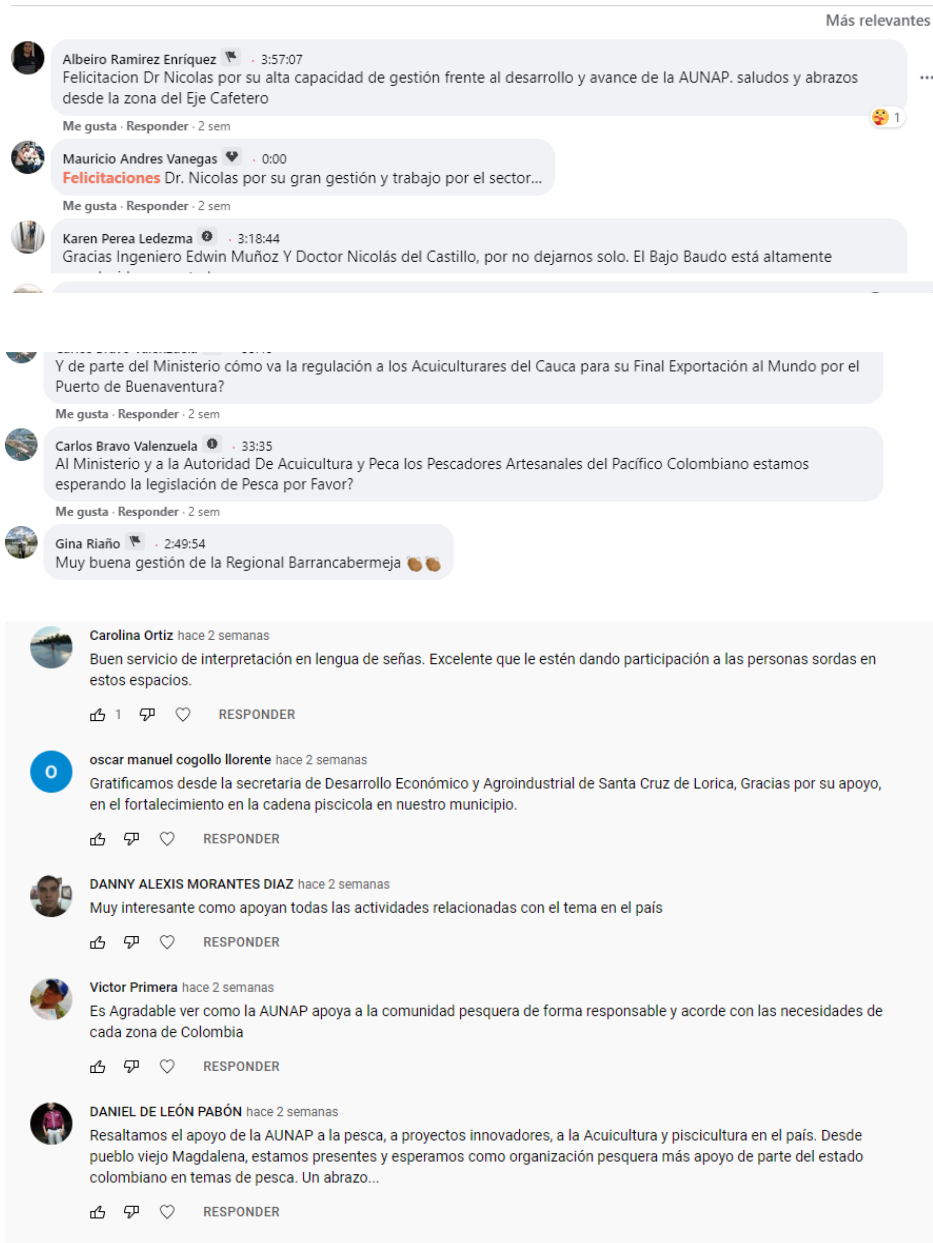 Más relevantes
Albeiro Ramirez Enríquez · 3:57:07
Felicitacion Dr Nicolas por su alta capacidad de gestión frente al desarrollo y avance de la AUNAP. saludos y abrazos
desde la zona del Eje Cafetero
1
Me gusta · Responder · 2 sem
Mauricio Andres Vanegas · 0:00
Felicitaciones Dr. Nicolas por su gran gestión y trabajo por el sector...
Me gusta · Responder · 2 sem
Karen Perea Ledezma · 3:18:44
Gracias Ingeniero Edwin Muñoz Y Doctor Nicolás del Castillo, por no dejarnos solo. El Bajo Baudo está altamente
Y de parte del Ministerio cómo va la regulación a los Acuiculturares del Cauca para su Final Exportación al Mundo por el
Puerto de Buenaventura?
Me gusta · Responder · 2 sem
Carlos Bravo Valenzuela · 33:35
Al Ministerio y a la Autoridad De Acuicultura y Peca los Pescadores Artesanales del Pacífico Colombiano estamos
esperando la legislación de Pesca por Favor?
Me gusta · Responder · 2 sem
Gina Riaño · 2:49:54
Muy buena gestión de la Regional Barrancabermeja 👏🏾👏🏾
Carolina Ortiz hace 2 semanas
Buen servicio de interpretación en lengua de señas. Excelente que le estén dando participación a las personas sordas en
estos espacios.
1 RESPONDER
O
oscar manuel cogollo llorente hace 2 semanas
Gratificamos desde la secretaria de Desarrollo Económico y Agroindustrial de Santa Cruz de Lorica, Gracias por su apoyo,
en el fortalecimiento en la cadena piscicola en nuestro municipio.
RESPONDER
DANNY ALEXIS MORANTES DIAZ hace 2 semanas
Muy interesante como apoyan todas las actividades relacionadas con el tema en el país
RESPONDER
Victor Primera hace 2 semanas
Es Agradable ver como la AUNAP apoya a la comunidad pesquera de forma responsable y acorde con las necesidades de
cada zona de Colombia
RESPONDER
DANIEL DE LEÓN PABÓN hace 2 semanas
Resaltamos el apoyo de la AUNAP a la pesca, a proyectos innovadores, a la Acuicultura y piscicultura en el país. Desde
pueblo viejo Magdalena, estamos presentes y esperamos como organización pesquera más apoyo de parte del estado
colombiano en temas de pesca. Un abrazo...
RESPONDER